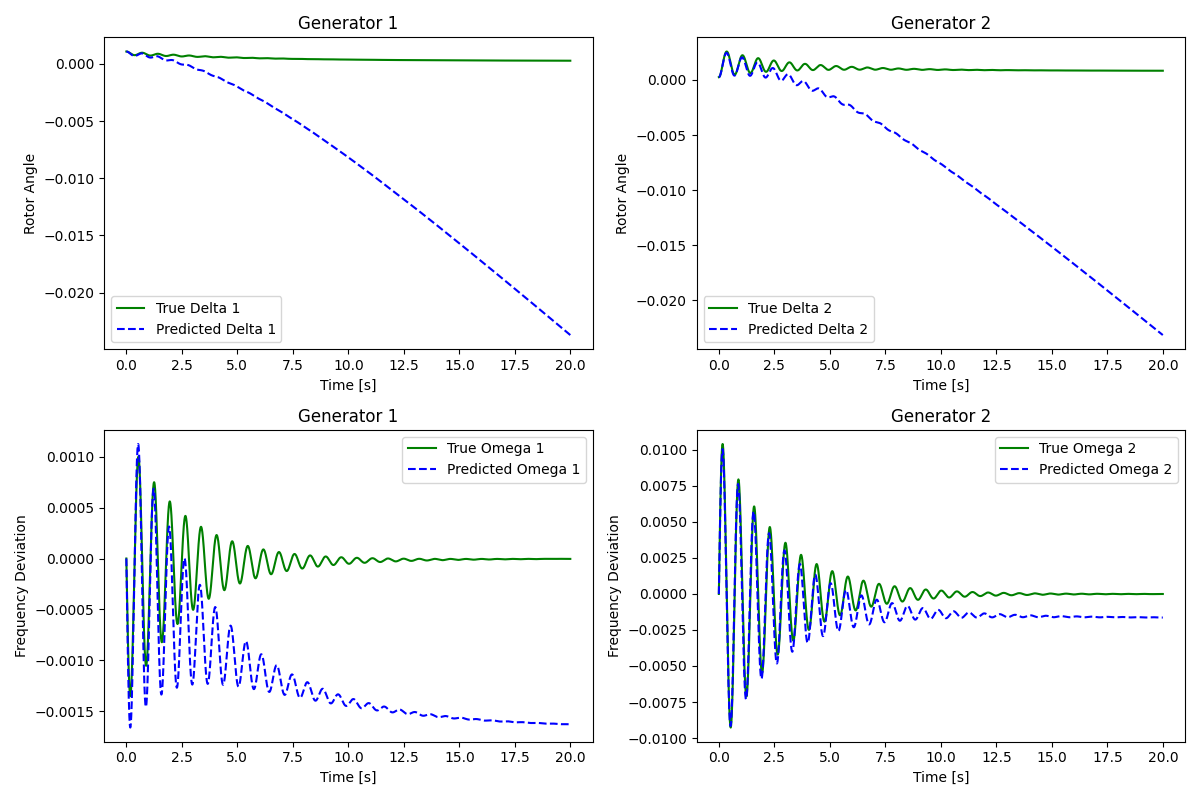 Generator 1
0.000
−0.005
−0.010
−0.015
−0.020
Rotor Angle
True Delta 1
Predicted Delta 1
0.0 2.5 5.0 7.5 10.0 12.5 15.0 17.5 20.0
Time [s]
Generator 2
0.000
−0.005
−0.010
−0.015
−0.020
Rotor Angle
True Delta 2
Predicted Delta 2
0.0 2.5 5.0 7.5 10.0 12.5 15.0 17.5 20.0
Time [s]
Generator 1
0.0010
0.0005
0.0000
−0.0005
−0.0010
−0.0015
Frequency Deviation
True Omega 1
Predicted Omega 1
0.0 2.5 5.0 7.5 10.0 12.5 15.0 17.5 20.0
Time [s]
Generator 2
0.0100
0.0075
0.0050
0.0025
0.0000
−0.0025
−0.0050
−0.0075
−0.0100
Frequency Deviation
True Omega 2
Predicted Omega 2
0.0 2.5 5.0 7.5 10.0 12.5 15.0 17.5 20.0
Time [s]